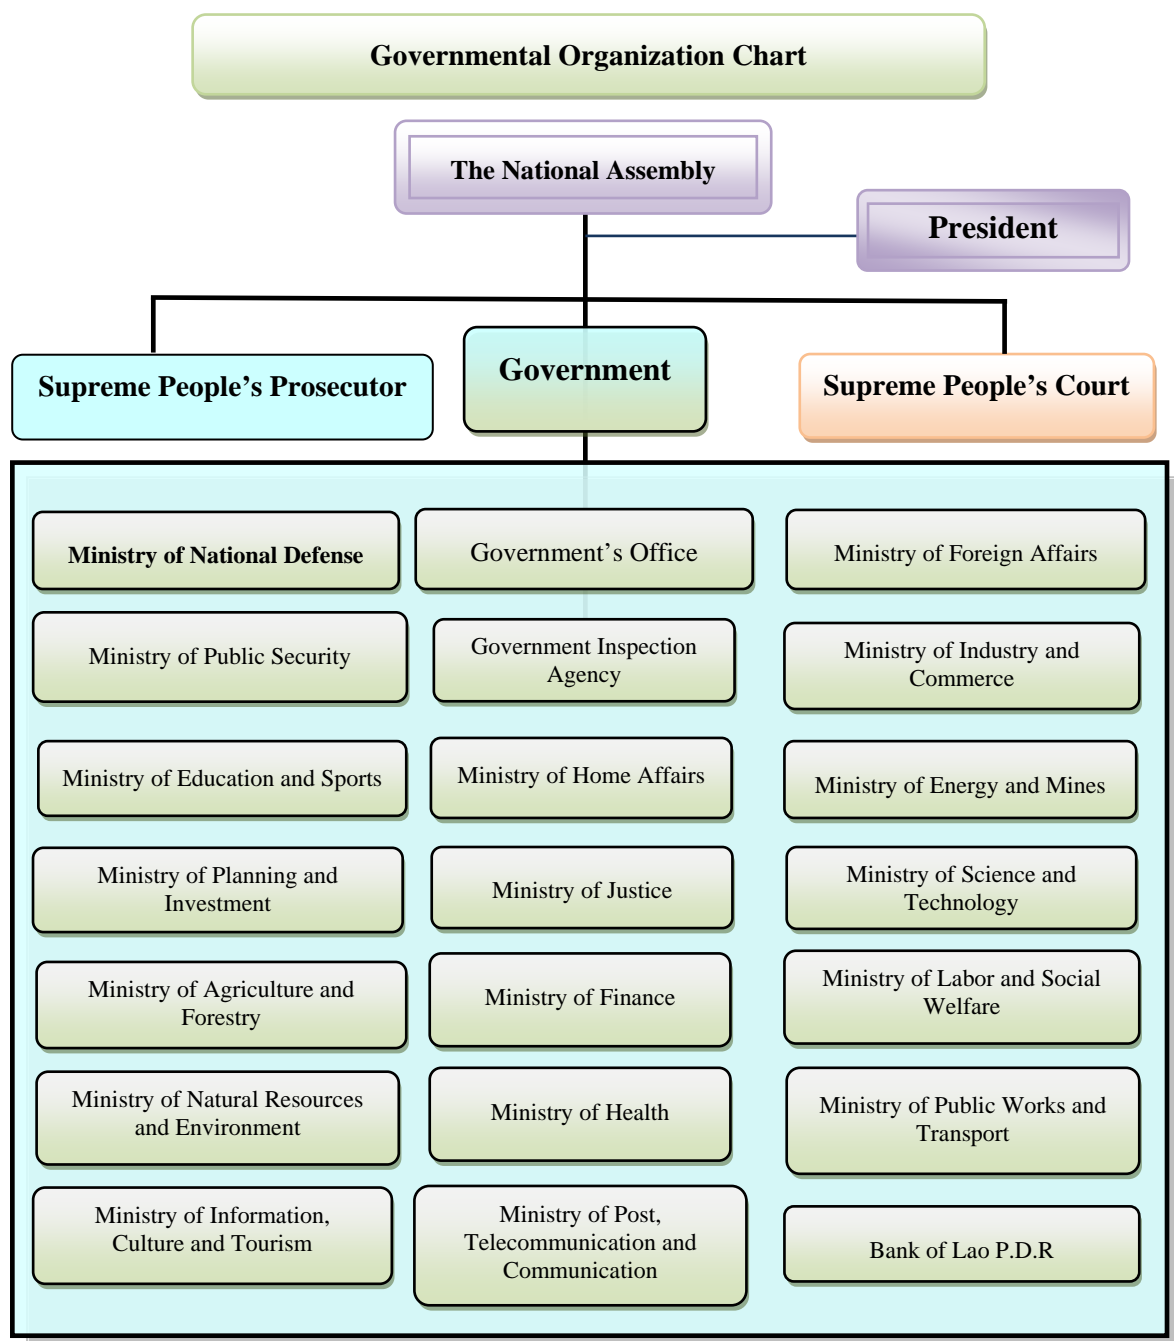 Governmental Organization Chart
The National Assembly
President
Supreme People’s Prosecutor
Government
Supreme People’s Court
Ministry of National Defense
Government’s Office
Ministry of Foreign Affairs
Ministry of Public Security
Government Inspection
Agency
Ministry of Industry and
Commerce
Ministry of Education and Sports
Ministry of Home Affairs
Ministry of Energy and Mines
Ministry of Planning and
Investment
Ministry of Justice
Ministry of Science and
Technology
Ministry of Agriculture and
Forestry
Ministry of Finance
Ministry of Labor and Social
Welfare
Ministry of Natural Resources
and Environment
Ministry of Health
Ministry of Public Works and
Transport
Ministry of Information,
Culture and Tourism
Ministry of Post,
Telecommunication and
Communication
Bank of Lao P.D.R